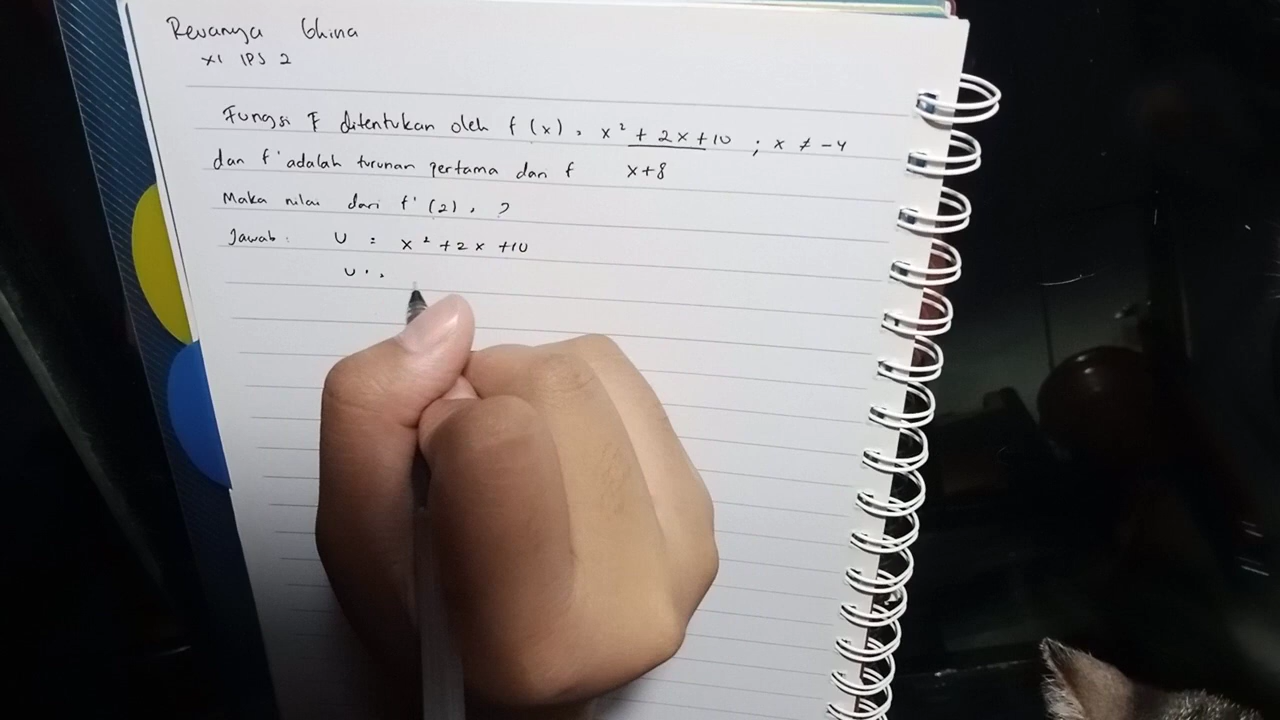 Revanya Ghina
XI IPS 2
Fungsi F ditentukan oleh f (x) = x² + 2x + 10 ; x ≠ -4
dan f' adalah turunan pertama dan f x+8
Maka nilai dari f' (2) = ?
Jawab : U = x² + 2x + 10
U' =